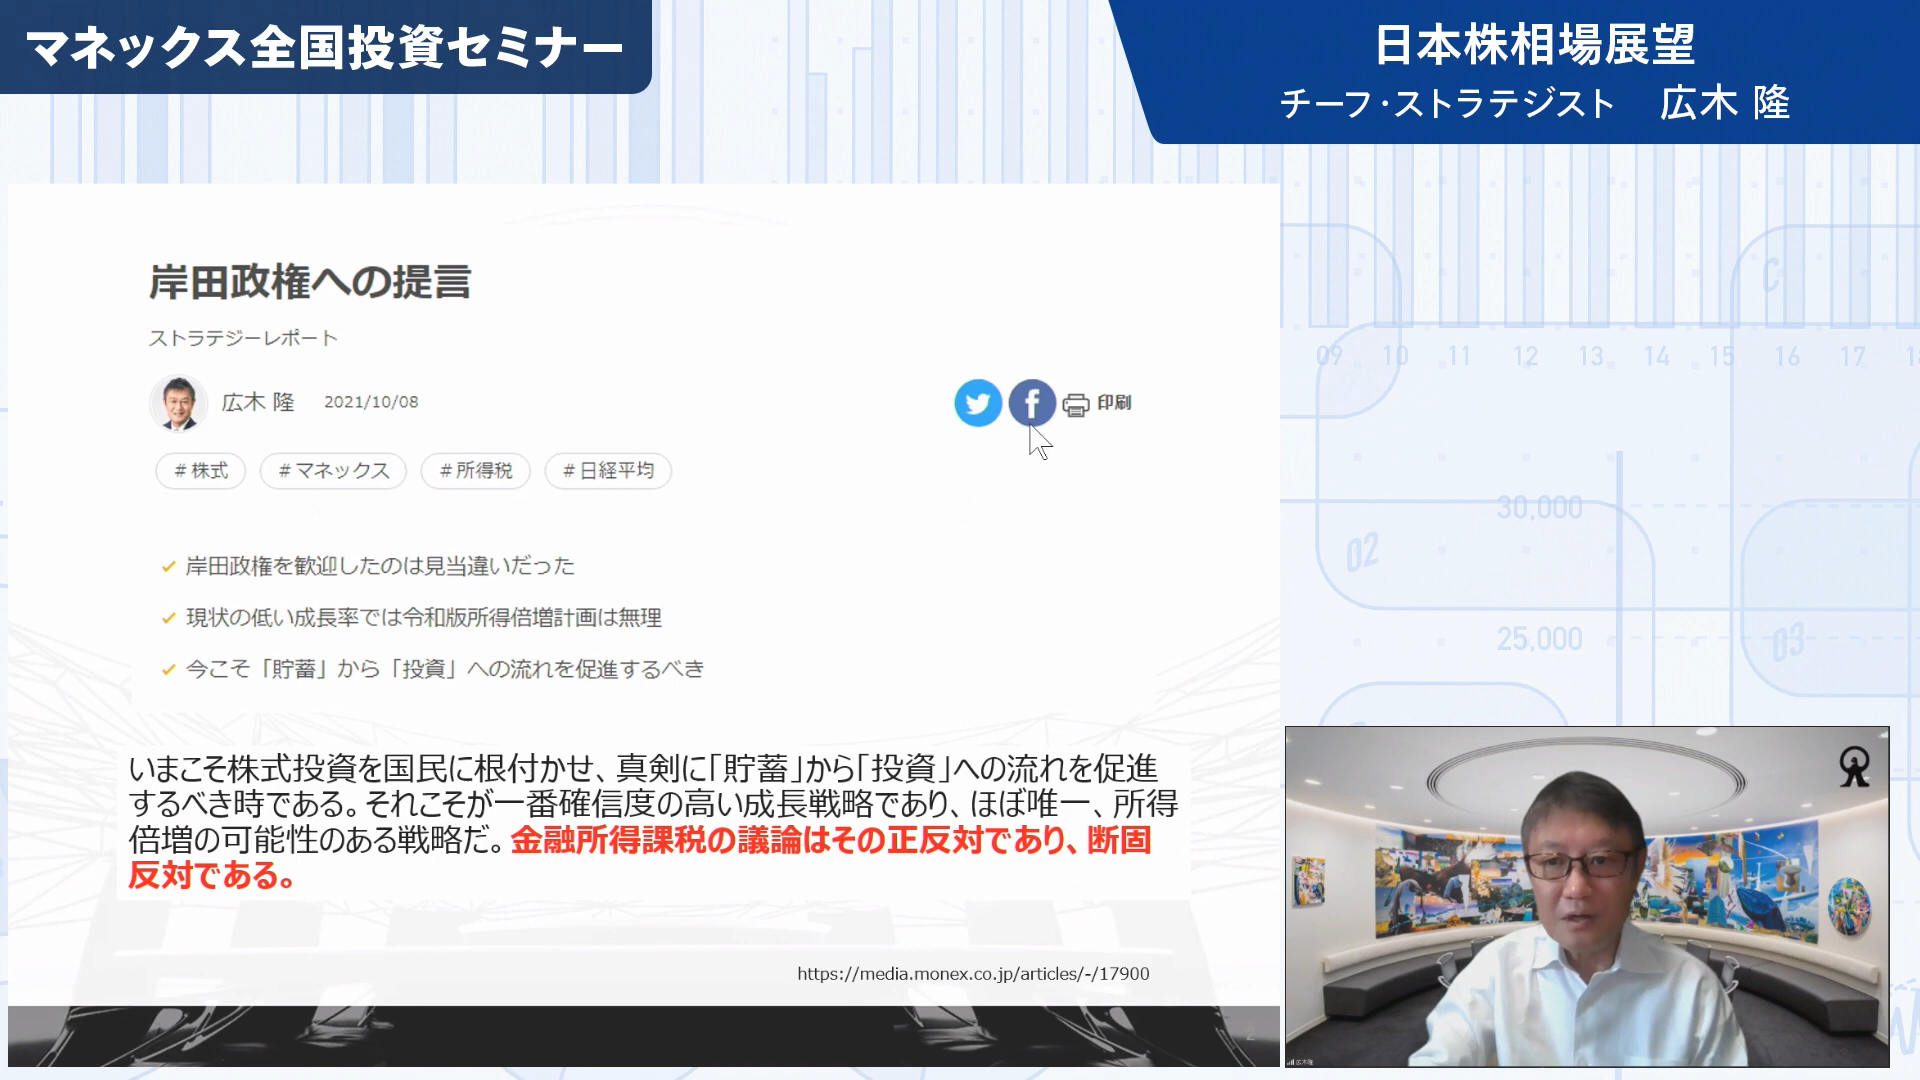 マネックス全国投資セミナー
日本株相場展望
チーフ・ストラテジスト 広木 隆
岸田政権への提言
ストラテジーレポート
広木 隆 2021/10/08
印刷
#株式 #マネックス #所得税 #日経平均
岸田政権を歓迎したのは見当違いだった
現状の低い成長率では令和版所得倍増計画は無理
今こそ「貯蓄」から「投資」への流れを促進するべき
いまこそ株式投資を国民に根付かせ、真剣に「貯蓄」から「投資」への流れを促進
するべき時である。それこそが一番確信度の高い成長戦略であり、ほぼ唯一、所得
倍増の可能性のある戦略だ。金融所得課税の議論はその正反対であり、断固
反対である。
https://media.monex.co.jp/articles/-/17900
2
09 10 11 12 13 14 15 16 17
C
30,000
02
25,000
03
広木隆